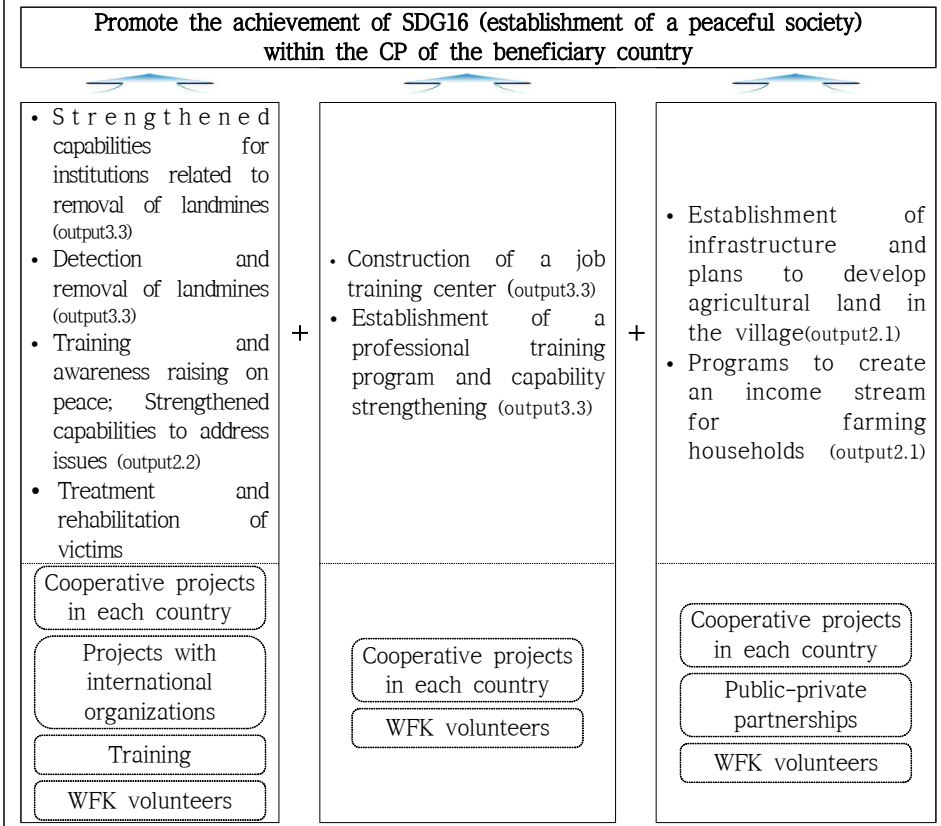 Promote the achievement of SDG16 (establishment of a peaceful society)
within the CP of the beneficiary country
• Strengthened
capabilities for
institutions related to
removal of landmines
(output3.3)
• Detection and
removal of landmines
(output3.3)
• Training and
awareness raising on
peace; Strengthened
capabilities to address
issues (output2.2)
• Treatment and
rehabilitation of
victims
Cooperative projects
in each country
Projects with
international
organizations
Training
WFK volunteers
+
• Construction of a job
training center (output3.3)
• Establishment of a
professional training
program and capability
strengthening (output3.3)
Cooperative projects
in each country
WFK volunteers
+
• Establishment of
infrastructure and
plans to develop
agricultural land in
the village(output2.1)
• Programs to create
an income stream
for farming
households (output2.1)
Cooperative projects
in each country
Public-private
partnerships
WFK volunteers